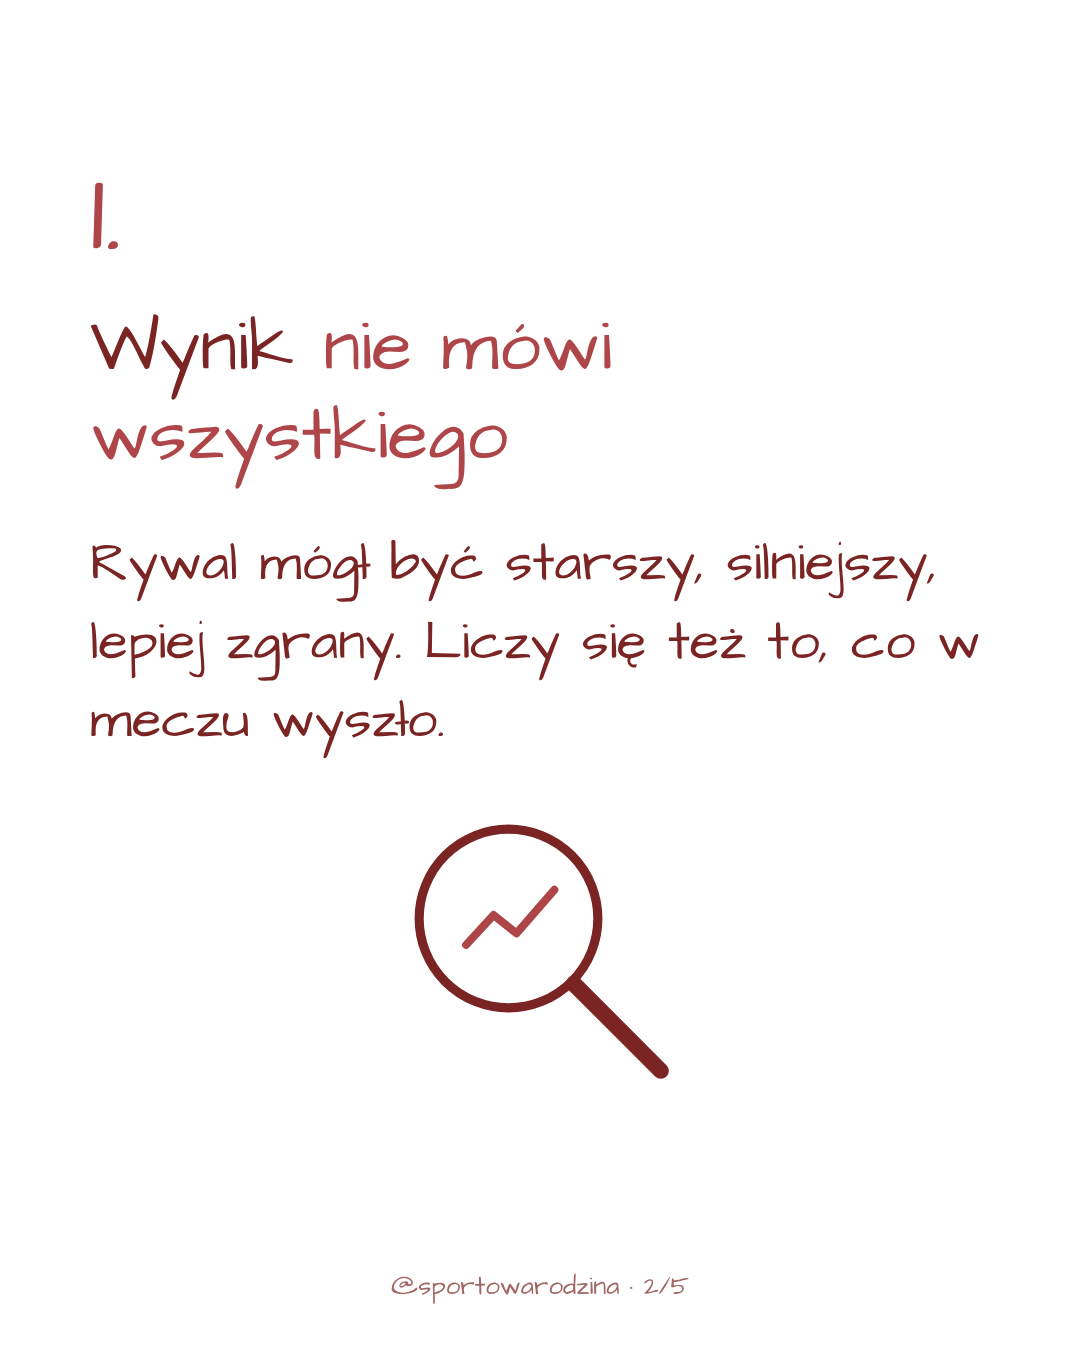 1.
Wynik nie mówi
wszystkiego
Rywal mógł być starszy, silniejszy,
lepiej zgrany. Liczy się też to, co w
meczu wyszło.
@sportowarodzina · 2/5